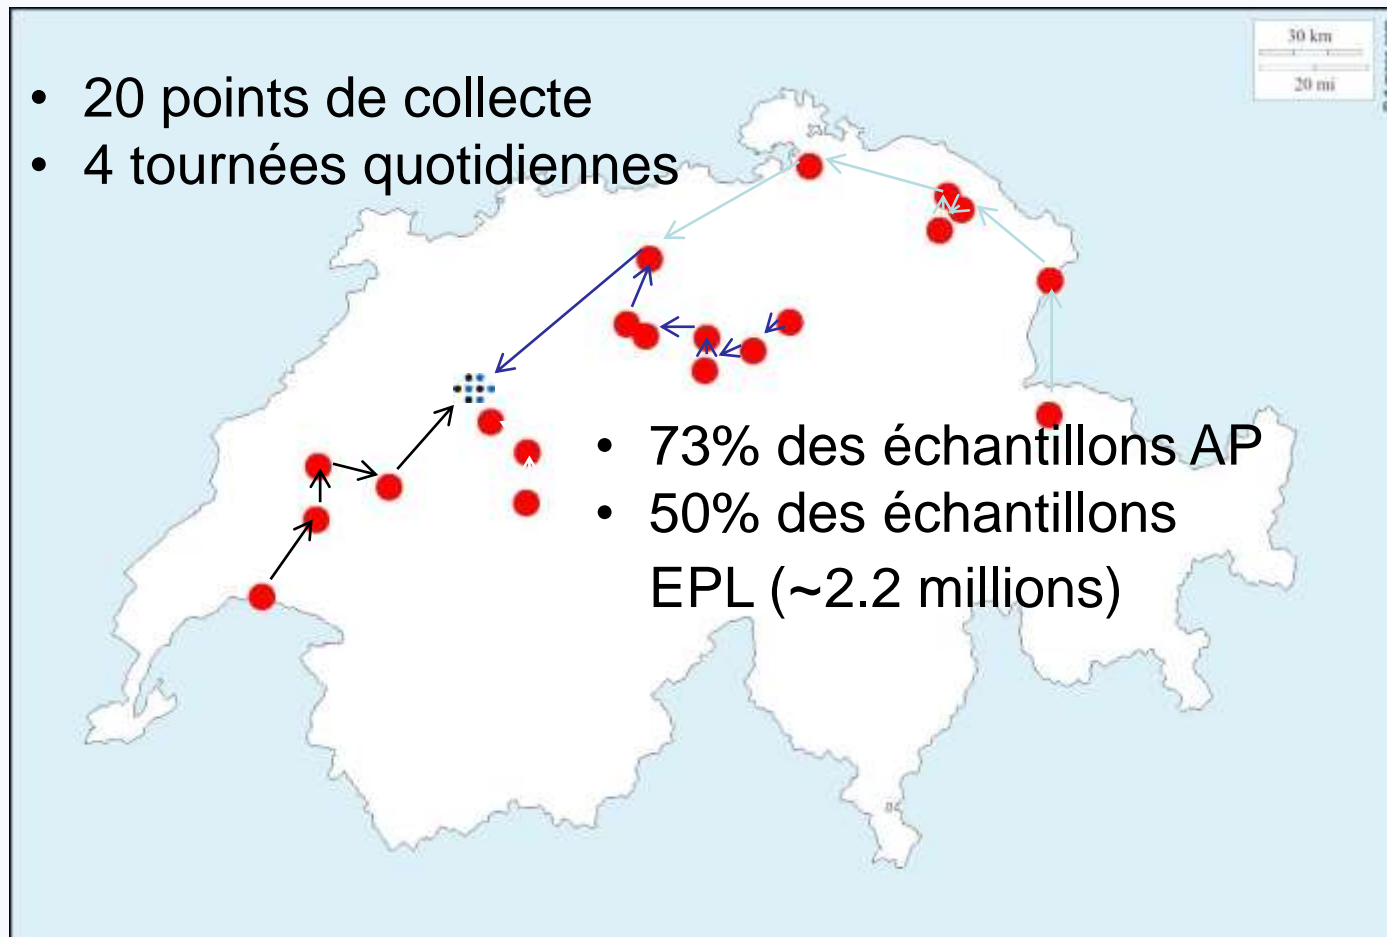 30 km
20 mi
• 20 points de collecte
• 4 tournées quotidiennes
• 73% des échantillons AP
• 50% des échantillons
EPL (~2.2 millions)